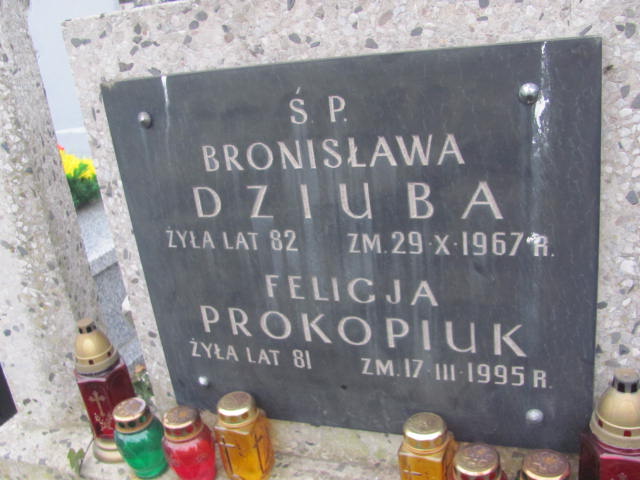 Ś. P.
BRONISŁAWA
DZIUBA
ŻYŁA LAT 82 ZM. 29·X·1967 R.
FELICJA
PROKOPIUK
ŻYŁA LAT 81 ZM. 17·III·1995 R.